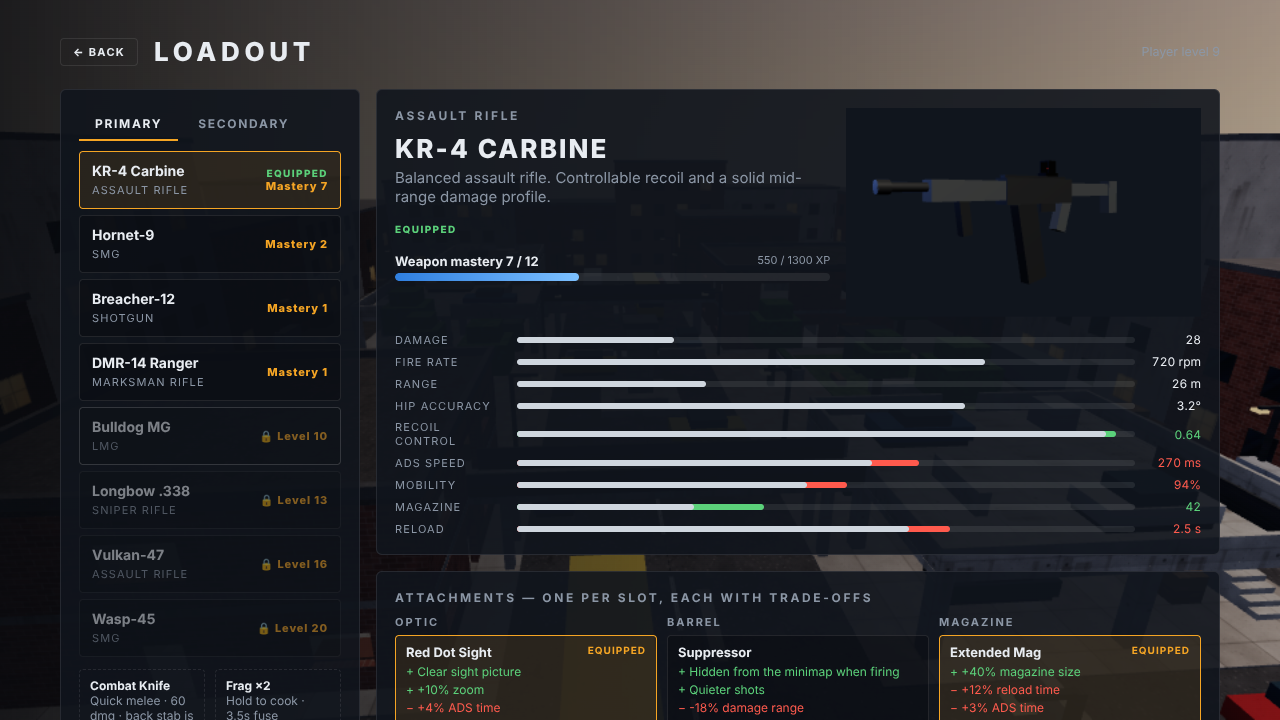 ← BACK
LOADOUT
Player level 8
PRIMARY
SECONDARY
KR-4 Carbine
ASSAULT RIFLE
EQUIPPED
Mastery 7
Hornet-9
SMG
Mastery 2
Breacher-12
SHOTGUN
Mastery 1
DMR-14 Ranger
MARKSMAN RIFLE
Mastery 1
Bulldog MG
LMG
Level 10
Longbow .338
SNIPER RIFLE
Level 13
Vulkan-47
ASSAULT RIFLE
Level 16
Wasp-45
SMG
Level 20
Combat Knife
Quick melee · 60
dmg · back stab is
Frag ×2
Hold to cook ·
3.5s fuse
ASSAULT RIFLE
KR-4 CARBINE
Balanced assault rifle. Controllable recoil and a solid mid-
range damage profile.
EQUIPPED
Weapon mastery 7 / 12
550 / 1300 XP
DAMAGE
28
FIRE RATE
720 rpm
RANGE
26 m
HIP ACCURACY
3.2°
RECOIL
CONTROL
0.64
ADS SPEED
270 ms
MOBILITY
94%
MAGAZINE
42
RELOAD
2.5 s
ATTACHMENTS — ONE PER SLOT, EACH WITH TRADE-OFFS
OPTIC
Red Dot Sight
EQUIPPED
+ Clear sight picture
+ +10% zoom
− +4% ADS time
BARREL
Suppressor
+ Hidden from the minimap when firing
+ Quieter shots
− -18% damage range
MAGAZINE
Extended Mag
EQUIPPED
+ +40% magazine size
− +12% reload time
− +3% ADS time